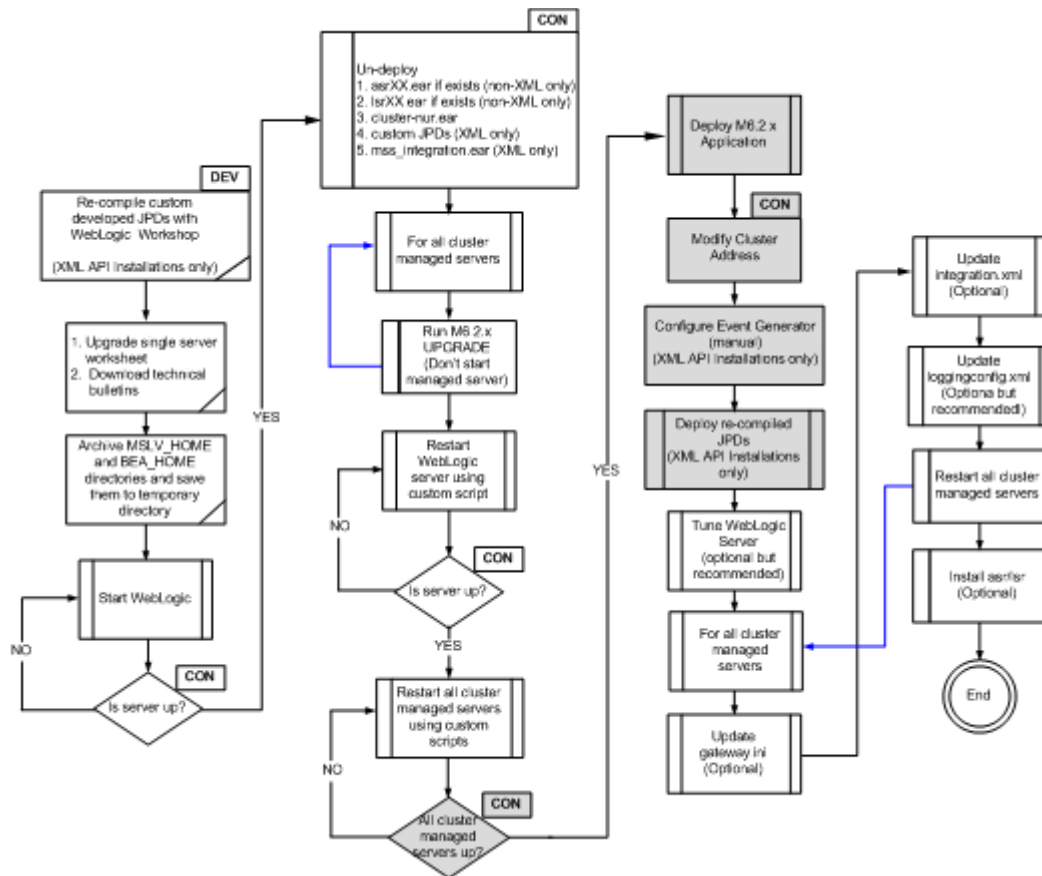 DEV
Re-compile custom
developed JPDs with
WebLogic Workshop
(XML API Installations only)
1. Upgrade single server
worksheet
2. Download technical
bulletins
Archive MSLV_HOME
and BEA_HOME
directories and save
them to temporary
directory
Start WebLogic
NO
CON
Is server up?
YES
CON
Un-deploy
1. asrXX.ear if exists (non-XML only)
2. lsrXX.ear if exists (non-XML only)
3. cluster-nur.ear
4. custom JPDs (XML only)
5. mss_integration.ear (XML only)
For all cluster
managed servers
Run M6.2.x
UPGRADE
(Don't start
managed server)
Restart
WebLogic
server using
custom script
NO
CON
Is server up?
YES
Restart all cluster
managed servers
using custom
scripts
NO
CON
All cluster
managed
servers up?
YES
Deploy M6.2.x
Application
CON
Modify Cluster
Address
Configure Event Generator
(manual)
(XML API Installations only)
Deploy re-compiled
JPDs
(XML API Installations
only)
Tune WebLogic
Server
(optional but
recommended)
For all cluster
managed servers
Update
gateway ini
(Optional)
Update
integration.xml
(Optional)
Update
loggingconfig.xml
(Optiona but
recommended!)
Restart all cluster
managed servers
Install asr/lsr
(Optional)
End